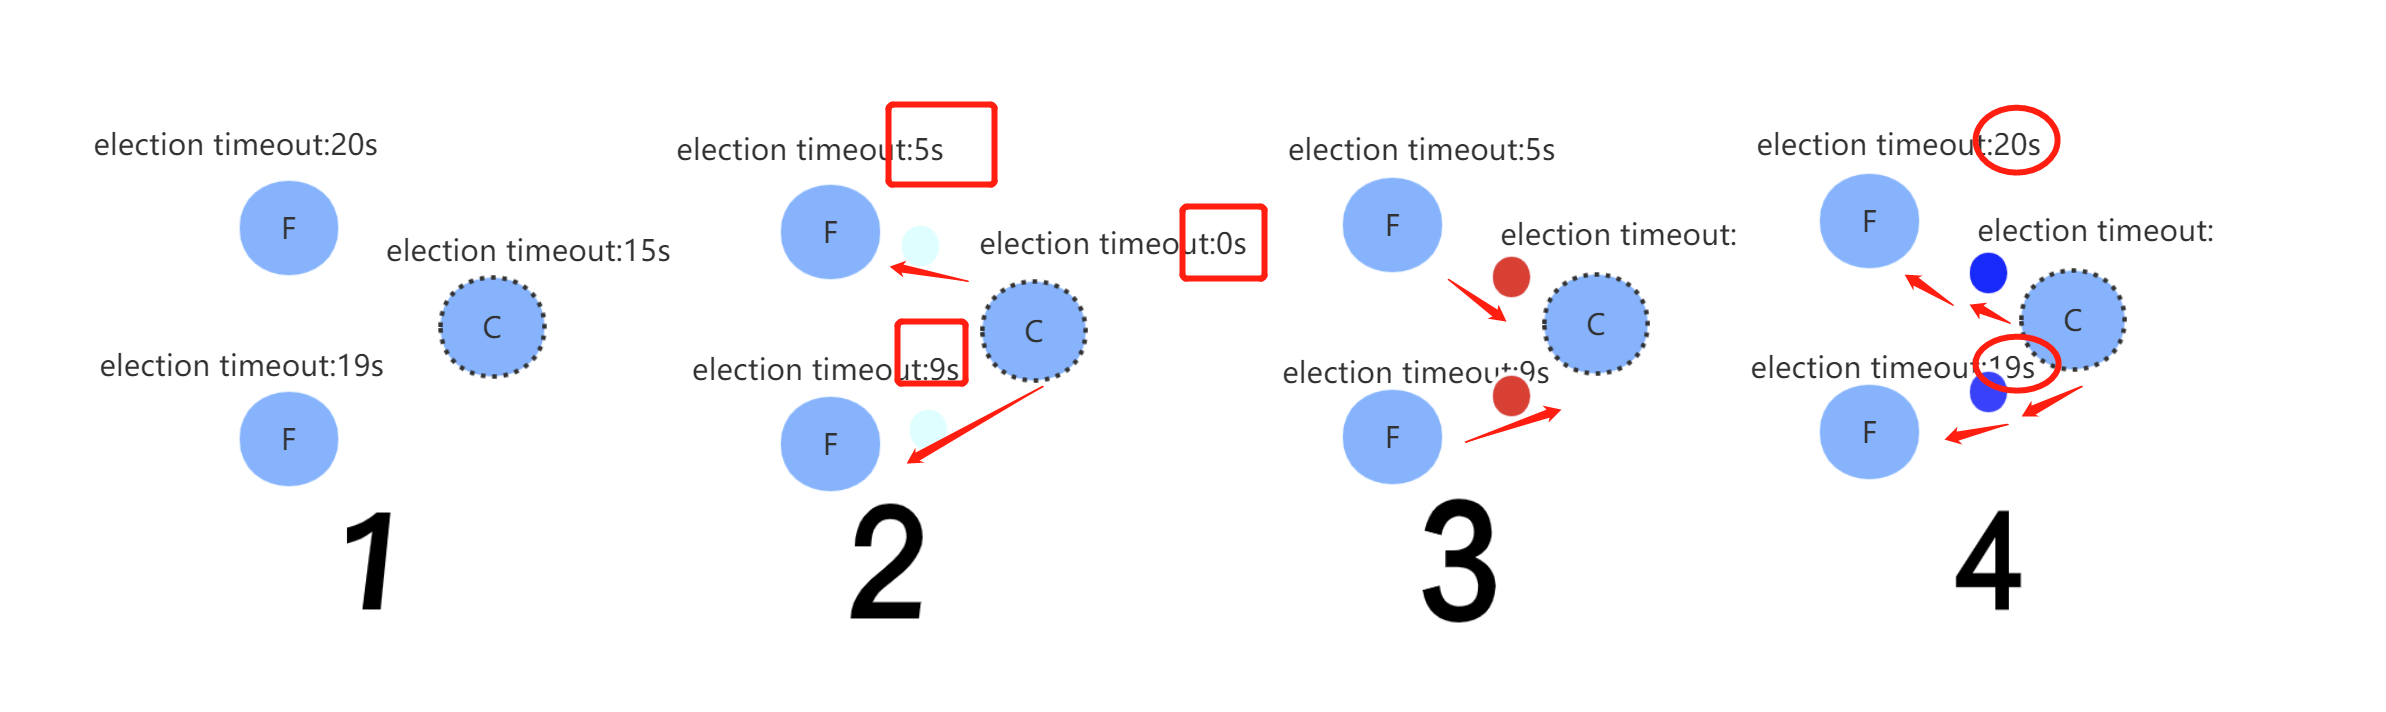 election timeout:20s
F
election timeout:15s
C
election timeout:19s
F
1
election timeout:5s
F
election timeout:0s
C
election timeout:9s
F
2
election timeout:5s
F
election timeout:
C
election timeout:9s
F
3
election timeout:20s
F
election timeout:
C
election timeout:19s
F
4